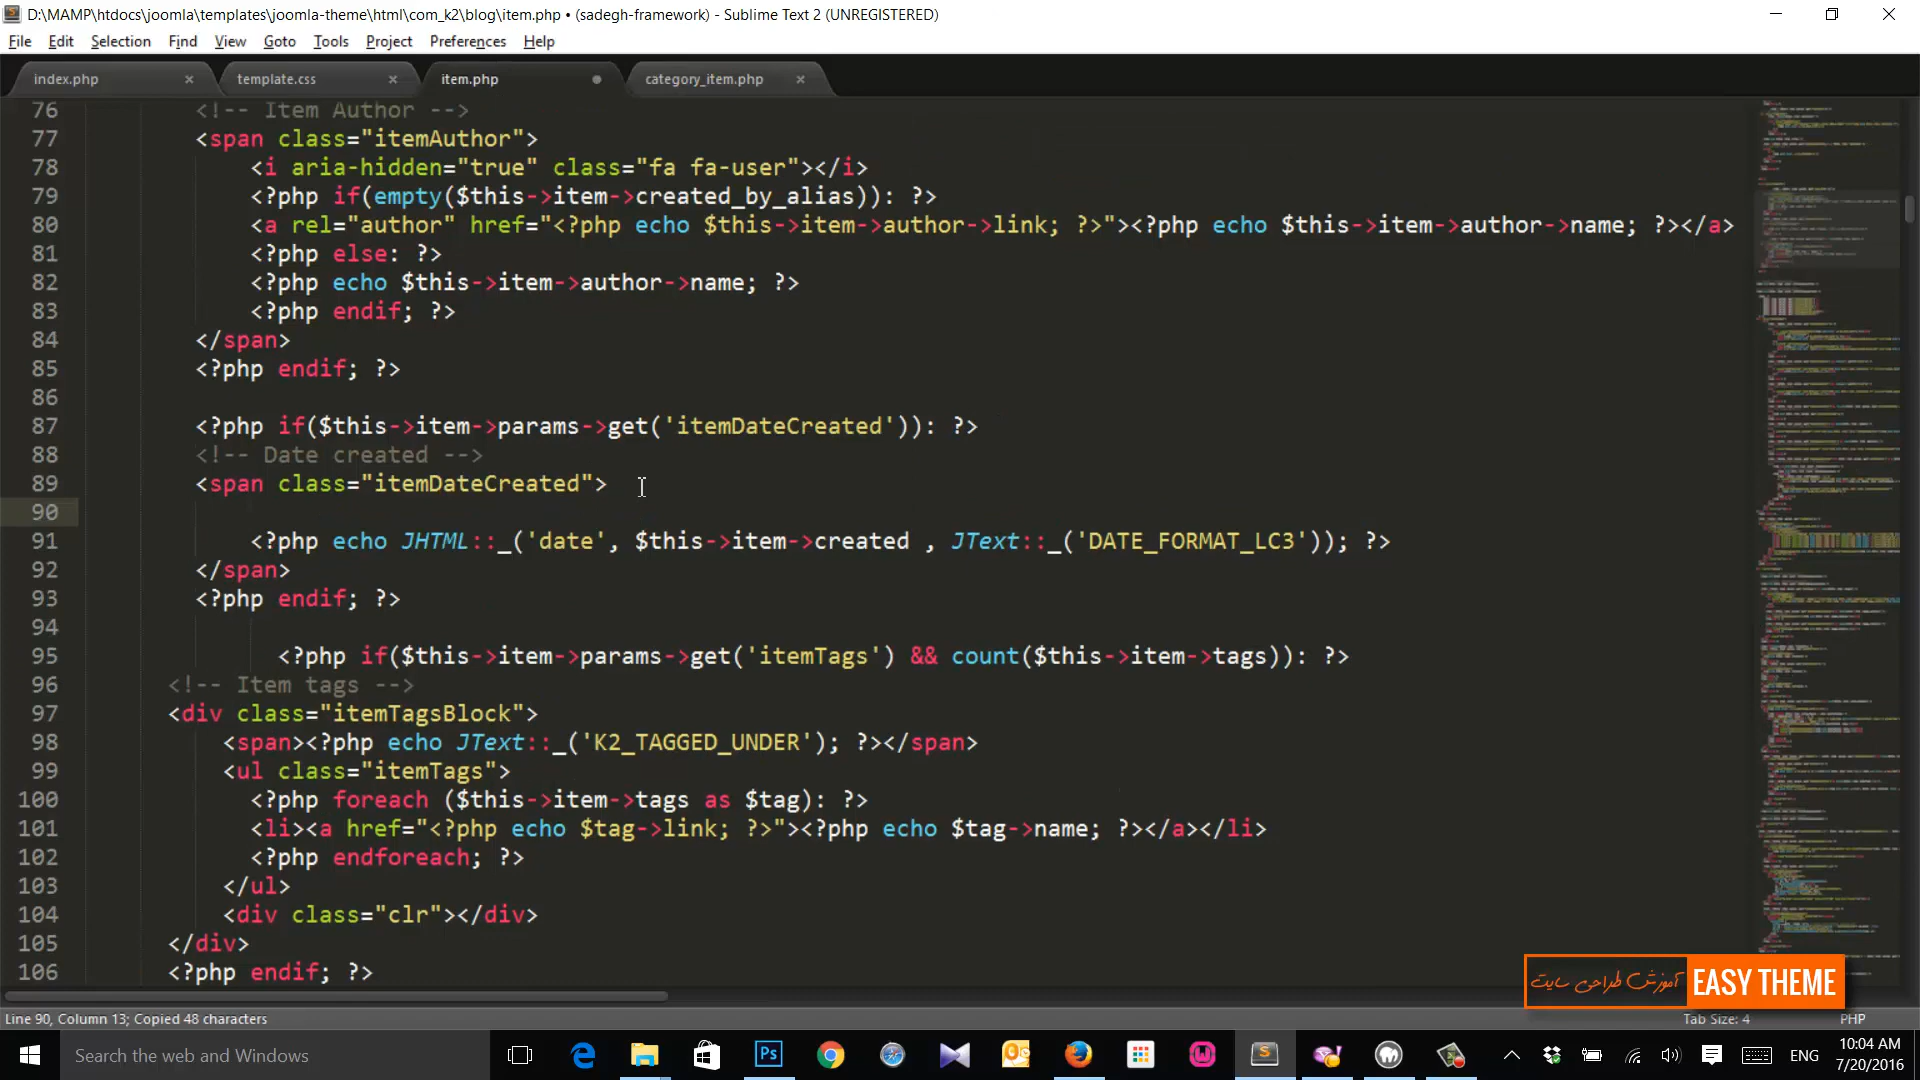 D:\MAMP\htdocs\joomla\templates\joomla-theme\html\com_k2\blog\item.php • (sadegh-framework) - Sublime Text 2 (UNREGISTERED)
File Edit Selection Find View Goto Tools Project Preferences Help
index.php × template.css × item.php category_item.php ×
76 <!-- Item Author -->
77 <span class="itemAuthor">
78 <i aria-hidden="true" class="fa fa-user"></i>
79 <?php if(empty($this->item->created_by_alias)): ?>
80 <a rel="author" href="<?php echo $this->item->author->link; ?>"><?php echo $this->item->author->name; ?></a>
81 <?php else: ?>
82 <?php echo $this->item->author->name; ?>
83 <?php endif; ?>
84 </span>
85 <?php endif; ?>
86
87 <?php if($this->item->params->get('itemDateCreated')): ?>
88 <!-- Date created -->
89 <span class="itemDateCreated">
90
91 <?php echo JHTML::_('date', $this->item->created , JText::_('DATE_FORMAT_LC3')); ?>
92 </span>
93 <?php endif; ?>
94
95 <?php if($this->item->params->get('itemTags') && count($this->item->tags)): ?>
96 <!-- Item tags -->
97 <div class="itemTagsBlock">
98 <span><?php echo JText::_('K2_TAGGED_UNDER'); ?></span>
99 <ul class="itemTags">
100 <?php foreach ($this->item->tags as $tag): ?>
101 <li><a href="<?php echo $tag->link; ?>"><?php echo $tag->name; ?></a></li>
102 <?php endforeach; ?>
103 </ul>
104 <div class="clr"></div>
105 </div>
106 <?php endif; ?>
آموزش طراحی سایت EASY THEME
Line 90, Column 13; Copied 48 characters Tab Size: 4 PHP
Search the web and Windows
ENG
10:04 AM
7/20/2016